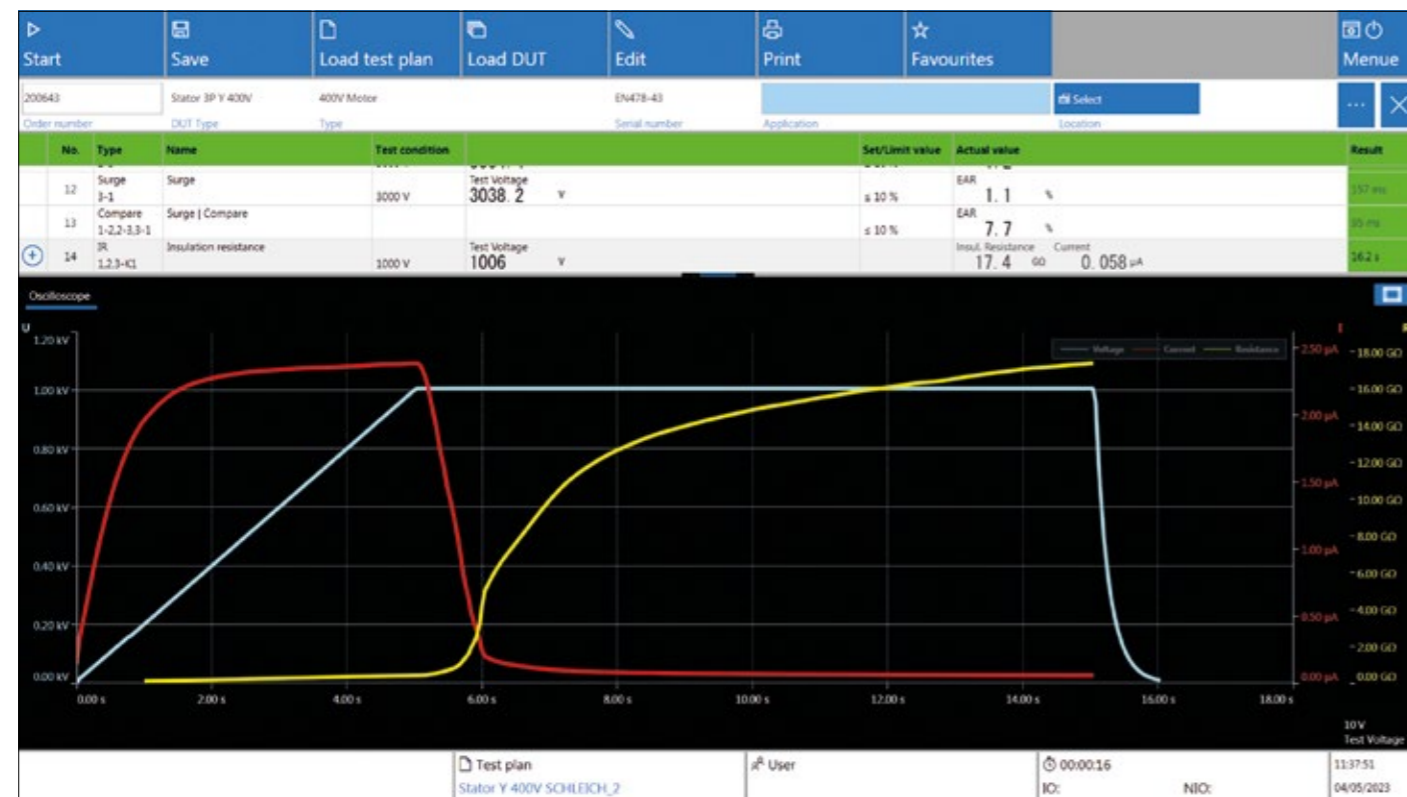 Start Save Load test plan Load DUT Edit Print Favourites Menue
200643 Stator 3P Y 400V 400V Motor EN478-43 Select ...
Order number DUT Type Type Serial number Application Location
No. Type Name Test condition Set/Limit value Actual value Result
12 Surge 3-1 Surge 3000 V Test Voltage 3038.2 V ≤ 10 % EAR 1.1 % 157 ms
13 Compare 1-2,2-3,3-1 Surge | Compare ≤ 10 % EAR 7.7 % 95 ms
14 IR 1,2,3-K1 Insulation resistance 1000 V Test Voltage 1006 V Insul. Resistance 17.4 GΩ Current 0.058 µA 16.2 s
Oscilloscope
U I R
Voltage Current Resistance
1.20 kV
1.00 kV
0.80 kV
0.60 kV
0.40 kV
0.20 kV
0.00 kV
2.50 µA
2.00 µA
1.50 µA
1.00 µA
0.50 µA
0.00 µA
18.00 GΩ
16.00 GΩ
14.00 GΩ
12.00 GΩ
10.00 GΩ
8.00 GΩ
6.00 GΩ
4.00 GΩ
2.00 GΩ
0.00 GΩ
0.00 s 2.00 s 4.00 s 6.00 s 8.00 s 10.00 s 12.00 s 14.00 s 16.00 s 18.00 s
10 V
Test Voltage
Test plan User 00:00:16 11:37:51
Stator Y 400V SCHLEICH_2 IO: NIO: 04/05/2023